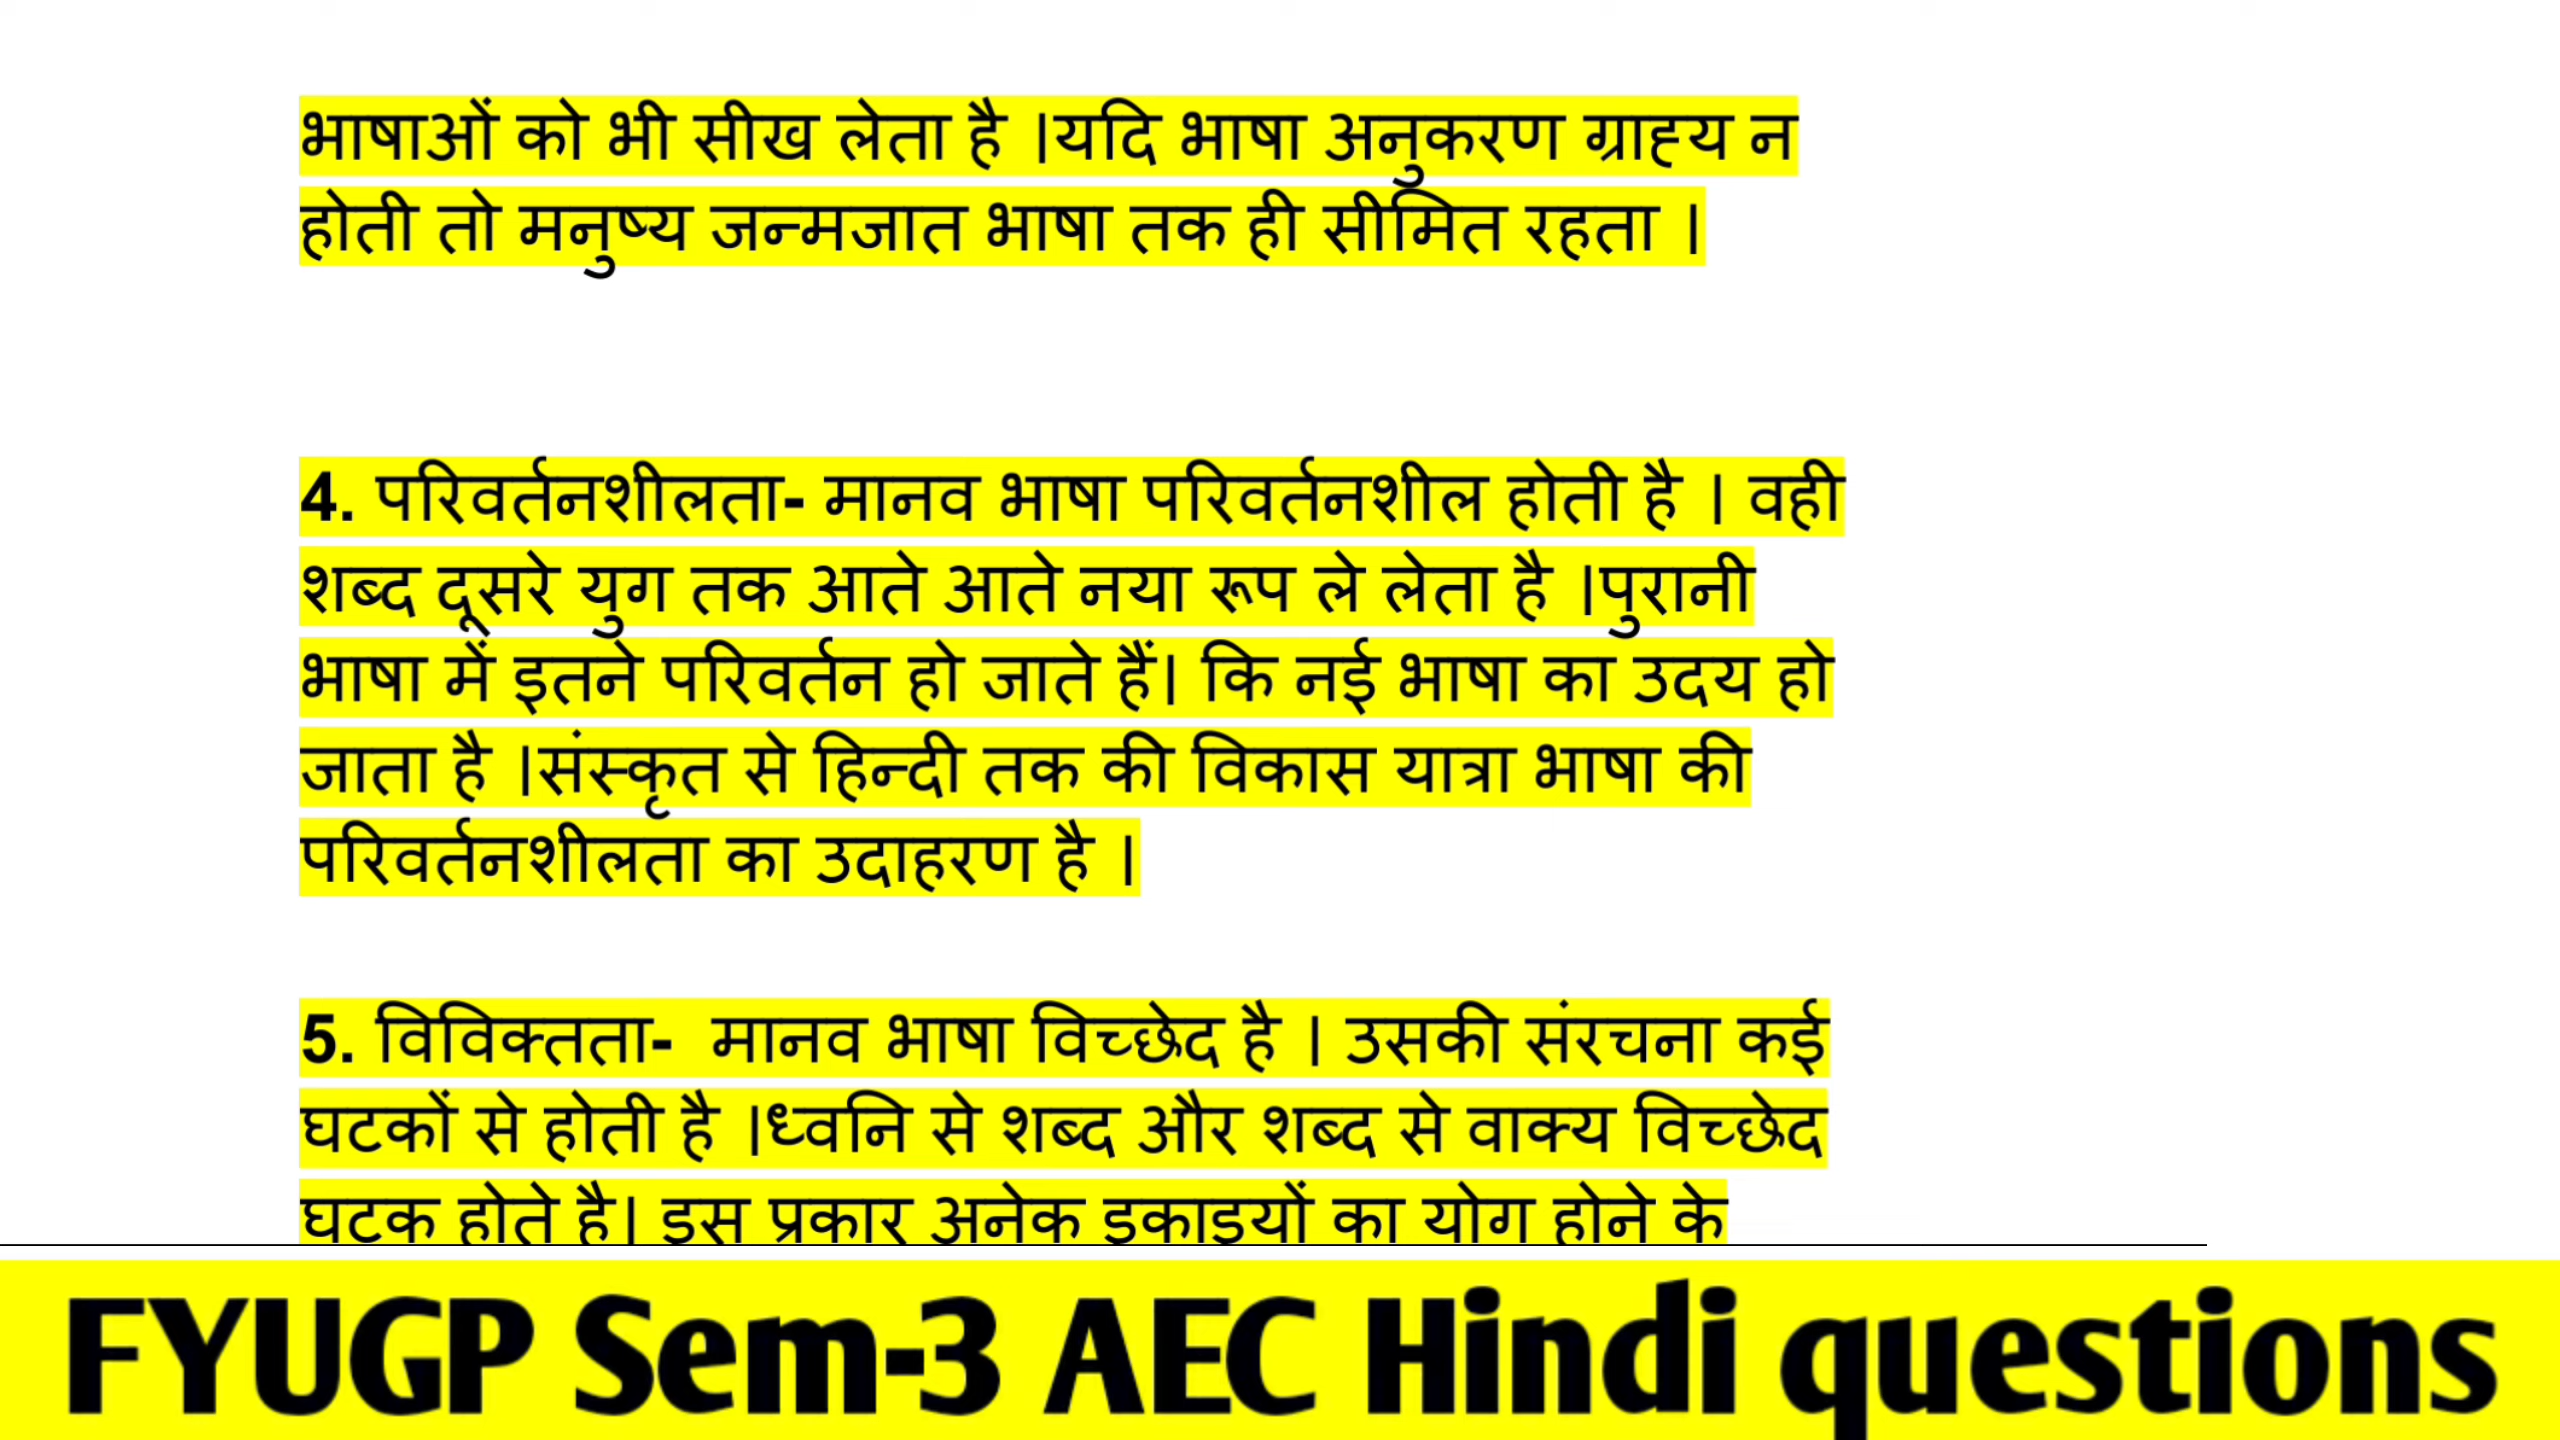 भाषाओं को भी सीख लेता है ।यदि भाषा अनुकरण ग्राह्य न
होती तो मनुष्य जन्मजात भाषा तक ही सीमित रहता ।
4. परिवर्तनशीलता- मानव भाषा परिवर्तनशील होती है । वही
शब्द दूसरे युग तक आते आते नया रूप ले लेता है ।पुरानी
भाषा में इतने परिवर्तन हो जाते हैं। कि नई भाषा का उदय हो
जाता है ।संस्कृत से हिन्दी तक की विकास यात्रा भाषा की
परिवर्तनशीलता का उदाहरण है ।
5. विविक्तता- मानव भाषा विच्छेद है । उसकी संरचना कई
घटकों से होती है ।ध्वनि से शब्द और शब्द से वाक्य विच्छेद
घटक होते है। इस प्रकार अनेक इकाइयों का योग होने के
FYUGP Sem-3 AEC Hindi questions